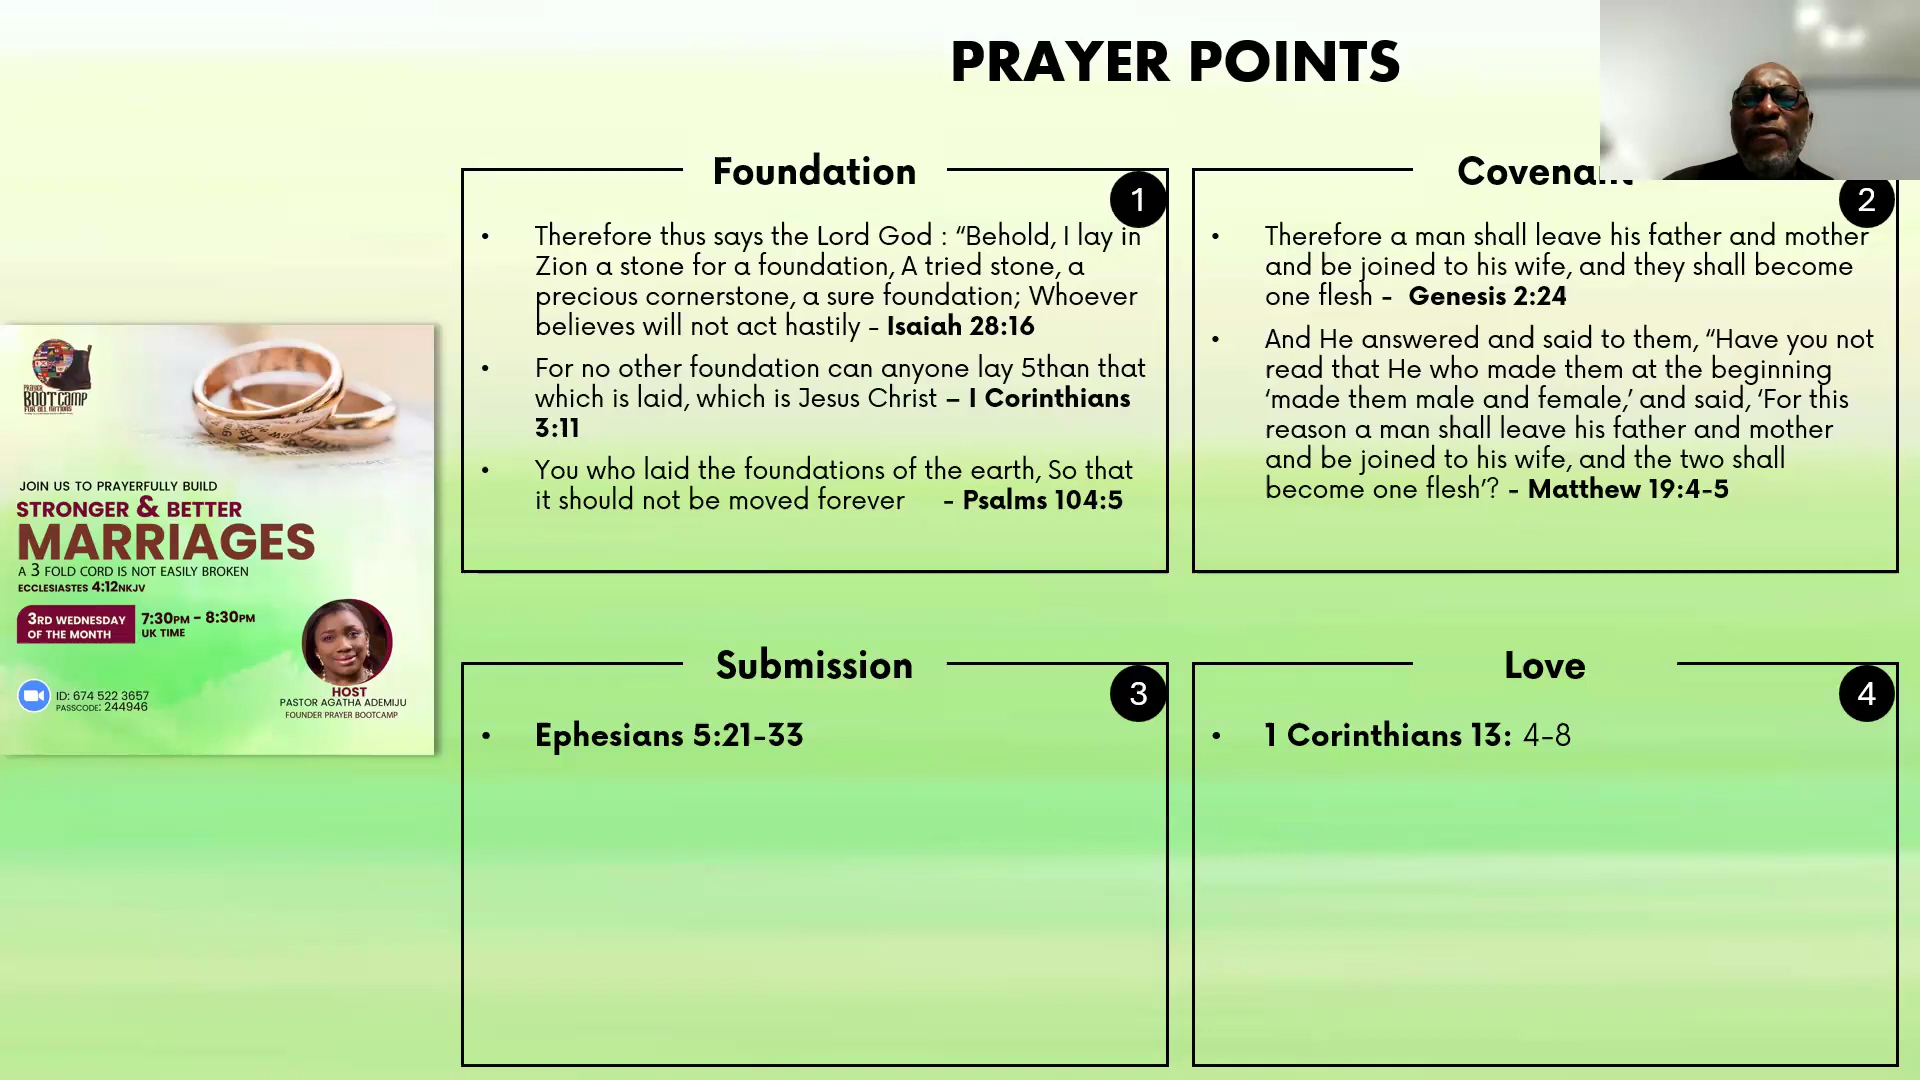 PRAYER POINTS
Foundation
1
• Therefore thus says the Lord God : “Behold, I lay in
Zion a stone for a foundation, A tried stone, a
precious cornerstone, a sure foundation; Whoever
believes will not act hastily - Isaiah 28:16
• For no other foundation can anyone lay 5than that
which is laid, which is Jesus Christ – I Corinthians
3:11
• You who laid the foundations of the earth, So that
it should not be moved forever - Psalms 104:5
Covenant
2
• Therefore a man shall leave his father and mother
and be joined to his wife, and they shall become
one flesh - Genesis 2:24
• And He answered and said to them, “Have you not
read that He who made them at the beginning
‘made them male and female,’ and said, ‘For this
reason a man shall leave his father and mother
and be joined to his wife, and the two shall
become one flesh’? - Matthew 19:4-5
PRAYER
BOOTCAMP
FOR ALL NATIONS
JOIN US TO PRAYERFULLY BUILD
STRONGER & BETTER
MARRIAGES
A 3 FOLD CORD IS NOT EASILY BROKEN
ECCLESIASTES 4:12NKJV
3RD WEDNESDAY
OF THE MONTH
7:30PM - 8:30PM
UK TIME
ID: 674 522 3657
PASSCODE: 244946
HOST
PASTOR AGATHA ADEMIJU
FOUNDER PRAYER BOOTCAMP
Submission
3
• Ephesians 5:21-33
Love
4
• 1 Corinthians 13: 4-8